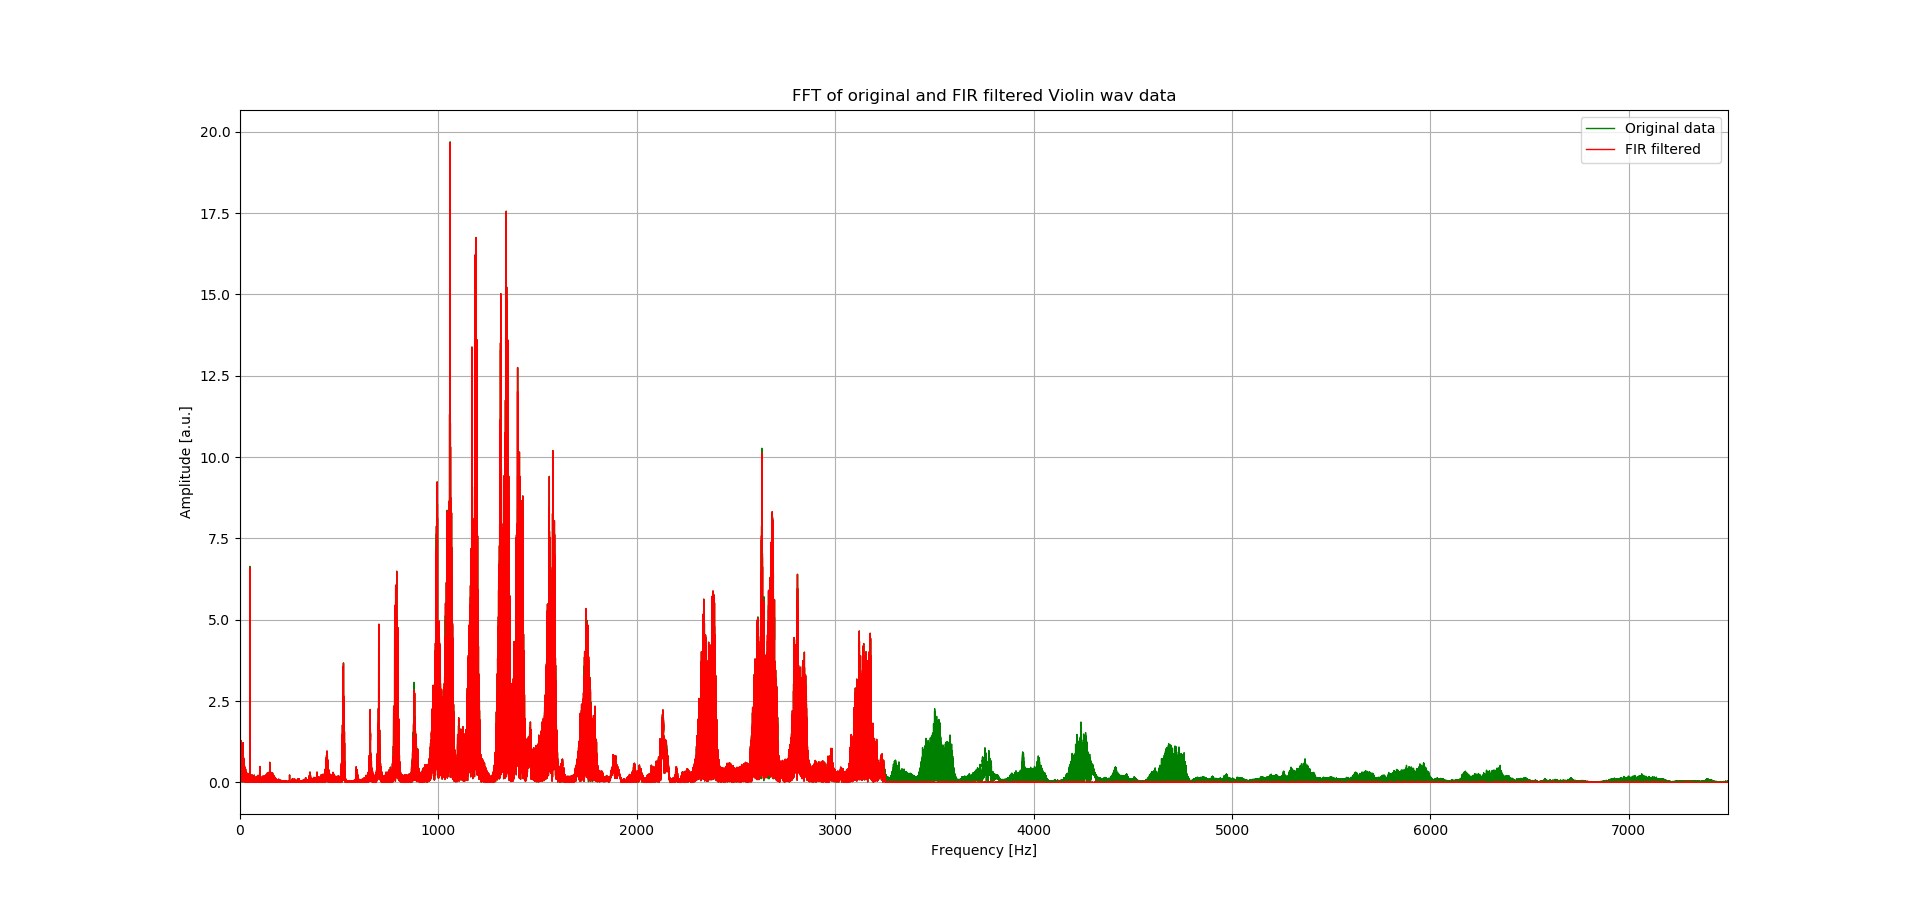 FFT of original and FIR filtered Violin wav data
Original data
FIR filtered
20.0
17.5
15.0
12.5
10.0
7.5
5.0
2.5
0.0
Amplitude [a.u.]
0 1000 2000 3000 4000 5000 6000 7000
Frequency [Hz]